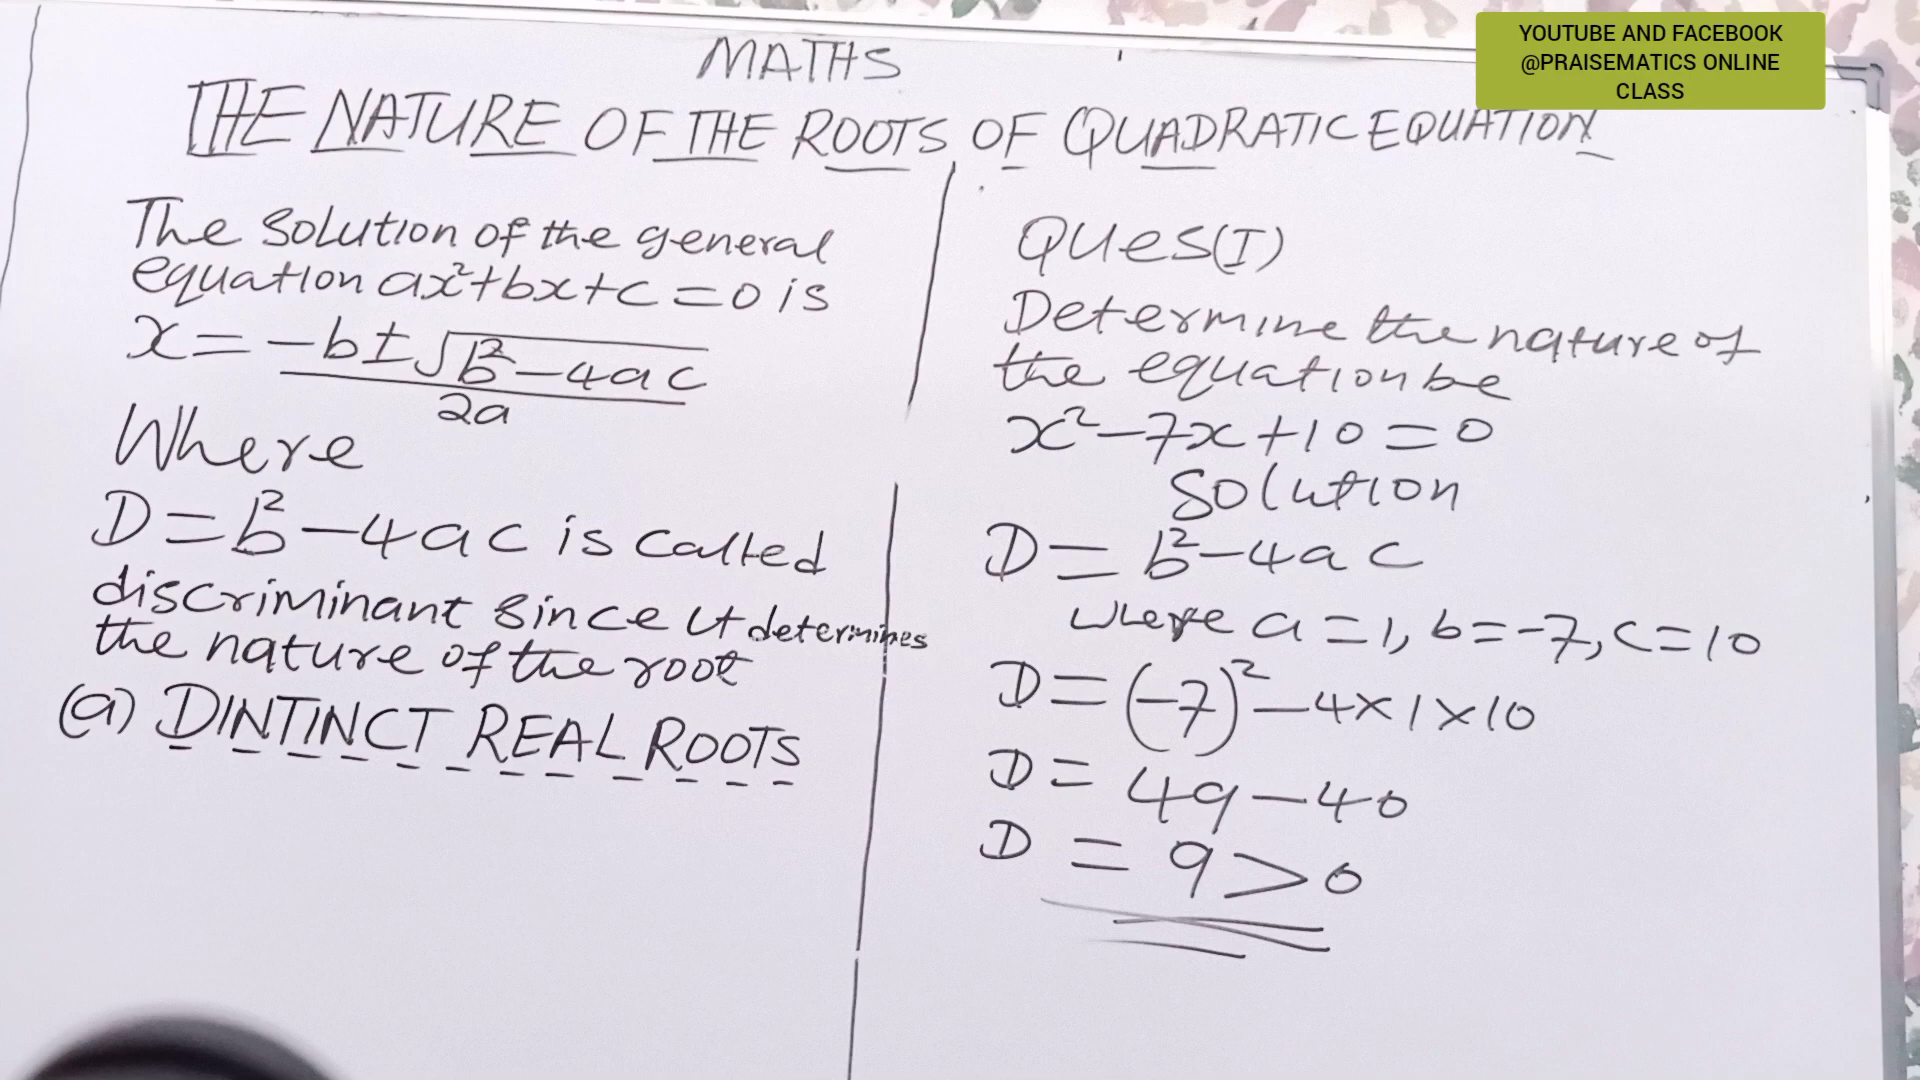 YOUTUBE AND FACEBOOK
@PRAISEMATICS ONLINE
CLASS
MATHS
THE NATURE OF THE ROOTS OF QUADRATIC EQUATION
The Solution of the general
equation ax²+bx+c=0 is
x = -b±√b²-4ac
2a
Where
D=b²-4ac is called
discriminant Since it determines
the nature of the root
(a) DINTINCT REAL ROOTS
QUES(I)
Determine the nature of
the equation be
x²-7x+10=0
Solution
D=b²-4ac
where a=1, b=-7, c=10
D=(-7)²-4×1×10
D=49-40
D=9>0